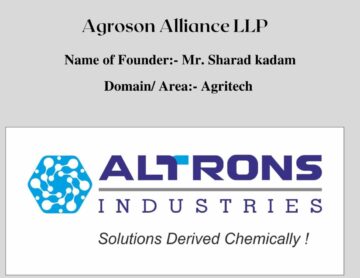 Agroson Alliance LLP
Name of Founder:- Mr. Sharad kadam
Domain/ Area:- Agritech
ALTRONS
INDUSTRIES
Solutions Derived Chemically !